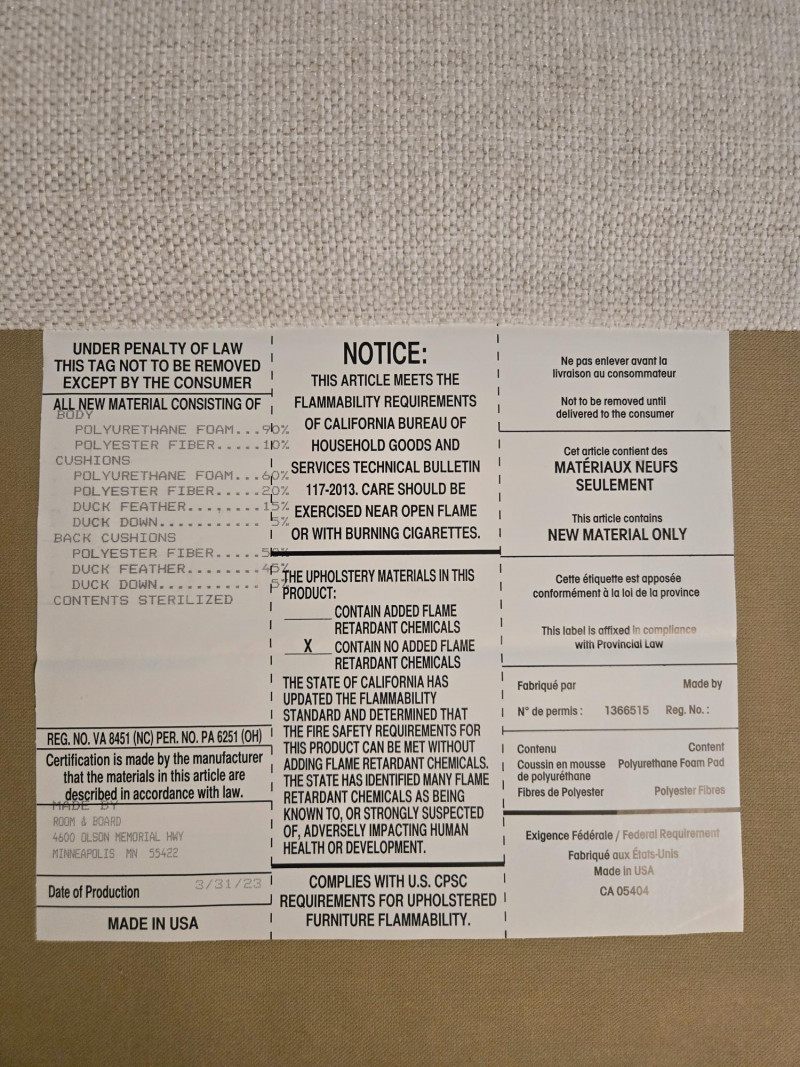 UNDER PENALTY OF LAW
THIS TAG NOT TO BE REMOVED
EXCEPT BY THE CONSUMER
ALL NEW MATERIAL CONSISTING OF
BODY
POLYURETHANE FOAM...90%
POLYESTER FIBER.....10%
CUSHIONS
POLYURETHANE FOAM...60%
POLYESTER FIBER.....20%
DUCK FEATHER........15%
DUCK DOWN........... 5%
BACK CUSHIONS
POLYESTER FIBER.....
DUCK FEATHER........45%
DUCK DOWN...........
CONTENTS STERILIZED
REG. NO. VA 8451 (NC) PER. NO. PA 6251 (OH)
Certification is made by the manufacturer
that the materials in this article are
described in accordance with law.
MADE BY
ROOM & BOARD
4600 OLSON MEMORIAL HWY
MINNEAPOLIS MN 55422
Date of Production 3/31/23
MADE IN USA
NOTICE:
THIS ARTICLE MEETS THE
FLAMMABILITY REQUIREMENTS
OF CALIFORNIA BUREAU OF
HOUSEHOLD GOODS AND
SERVICES TECHNICAL BULLETIN
117-2013. CARE SHOULD BE
EXERCISED NEAR OPEN FLAME
OR WITH BURNING CIGARETTES.
THE UPHOLSTERY MATERIALS IN THIS
PRODUCT:
CONTAIN ADDED FLAME
RETARDANT CHEMICALS
X CONTAIN NO ADDED FLAME
RETARDANT CHEMICALS
THE STATE OF CALIFORNIA HAS
UPDATED THE FLAMMABILITY
STANDARD AND DETERMINED THAT
THE FIRE SAFETY REQUIREMENTS FOR
THIS PRODUCT CAN BE MET WITHOUT
ADDING FLAME RETARDANT CHEMICALS.
THE STATE HAS IDENTIFIED MANY FLAME
RETARDANT CHEMICALS AS BEING
KNOWN TO, OR STRONGLY SUSPECTED
OF, ADVERSELY IMPACTING HUMAN
HEALTH OR DEVELOPMENT.
COMPLIES WITH U.S. CPSC
REQUIREMENTS FOR UPHOLSTERED
FURNITURE FLAMMABILITY.
Ne pas enlever avant la
livraison au consommateur
Not to be removed until
delivered to the consumer
Cet article contient des
MATÉRIAUX NEUFS
SEULEMENT
This article contains
NEW MATERIAL ONLY
Cette étiquette est apposée
conformément à la loi de la province
This label is affixed in compliance
with Provincial Law
Fabriqué par Made by
N° de permis : 1366515 Reg. No. :
Contenu Content
Coussin en mousse Polyurethane Foam Pad
de polyuréthane
Fibres de Polyester Polyester Fibres
Exigence Fédérale / Federal Requirement
Fabriqué aux États-Unis
Made in USA
CA 05404